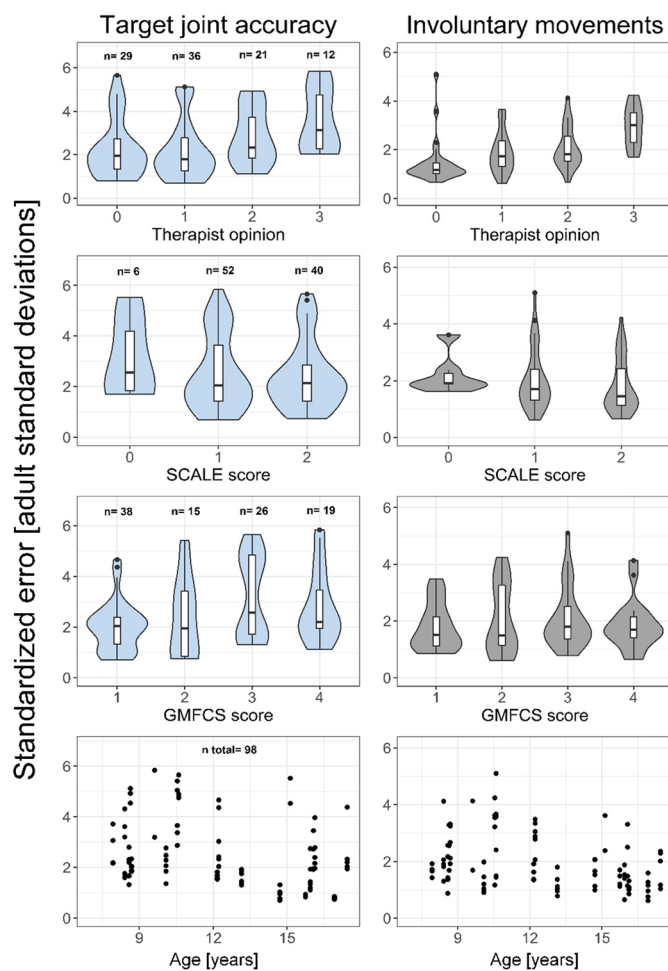 Target joint accuracy
Involuntary movements
Standardized error [adult standard deviations]
n= 29 n= 36 n= 21 n= 12
6
4
2
0
0 1 2 3
Therapist opinion
6
4
2
0
0 1 2 3
Therapist opinion
n= 6 n= 52 n= 40
6
4
2
0
0 1 2
SCALE score
6
4
2
0
0 1 2
SCALE score
n= 38 n= 15 n= 26 n= 19
6
4
2
0
1 2 3 4
GMFCS score
6
4
2
0
1 2 3 4
GMFCS score
n total= 98
6
4
2
0
9 12 15
Age [years]
6
4
2
0
9 12 15
Age [years]